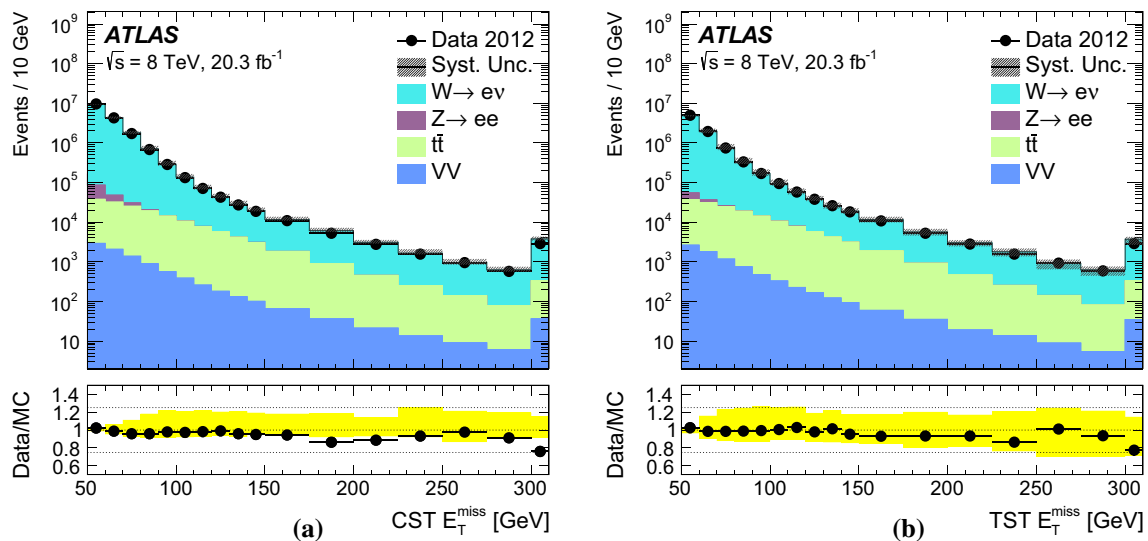 10⁹
10⁸
10⁷
10⁶
10⁵
10⁴
10³
10²
10
Events / 10 GeV
ATLAS
√s = 8 TeV, 20.3 fb⁻¹
Data 2012
Syst. Unc.
W→ eν
Z→ ee
tt̄
VV
1.4
1.2
1
0.8
0.6
Data/MC
50 100 150 200 250 300
CST E_T^miss [GeV]
(a)
10⁹
10⁸
10⁷
10⁶
10⁵
10⁴
10³
10²
10
Events / 10 GeV
ATLAS
√s = 8 TeV, 20.3 fb⁻¹
Data 2012
Syst. Unc.
W→ eν
Z→ ee
tt̄
VV
1.4
1.2
1
0.8
0.6
Data/MC
50 100 150 200 250 300
TST E_T^miss [GeV]
(b)